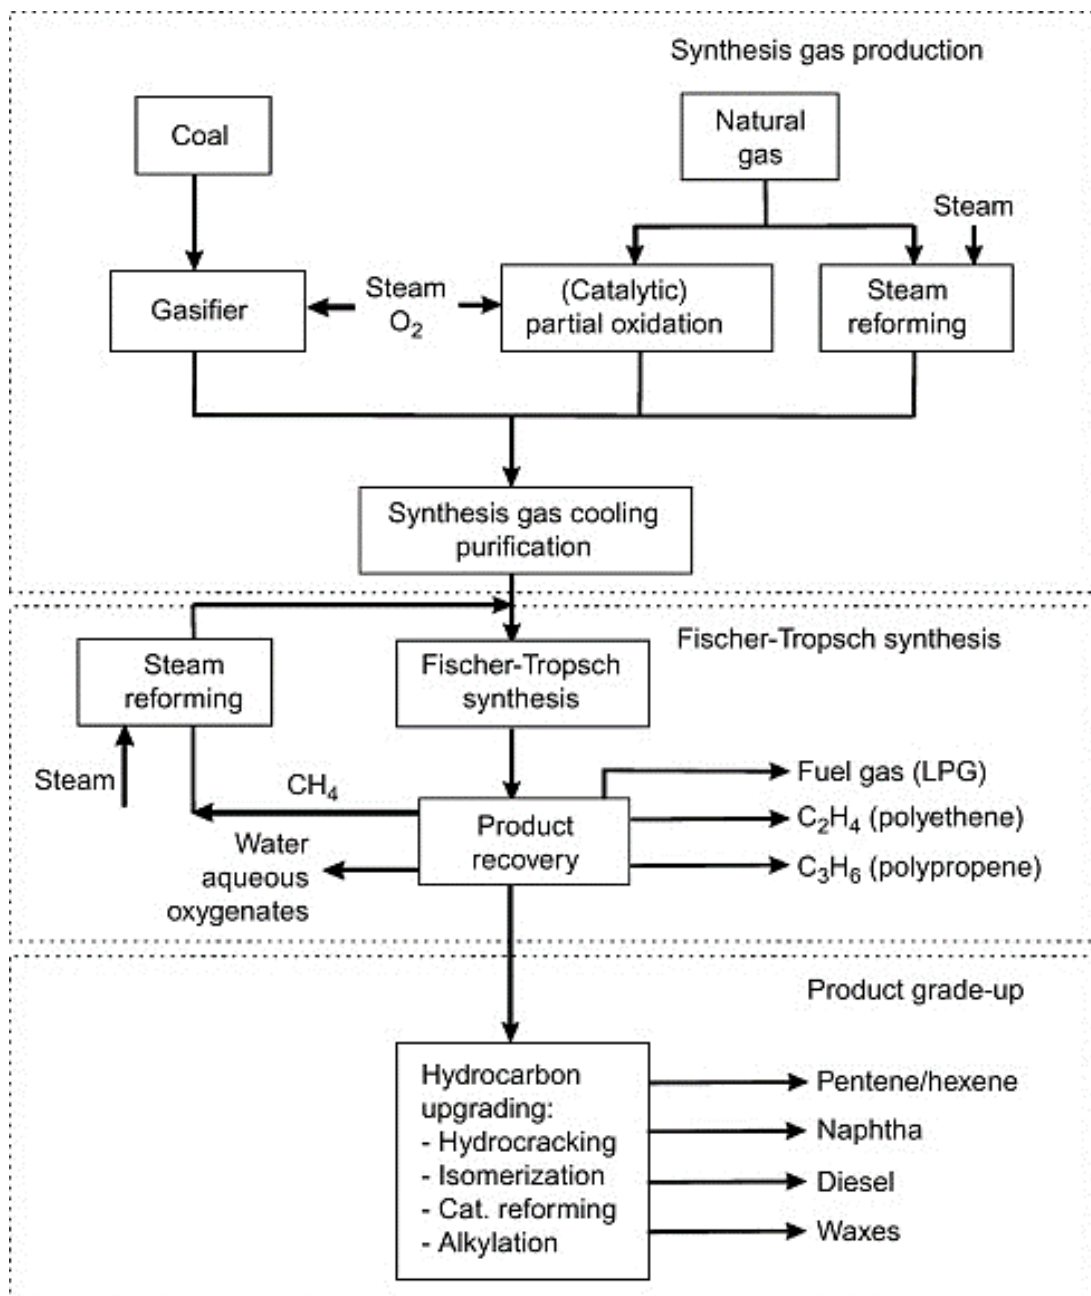 Synthesis gas production
Coal
Natural
gas
Steam
Gasifier
Steam
O₂
(Catalytic)
partial oxidation
Steam
reforming
Synthesis gas cooling
purification
Fischer-Tropsch synthesis
Steam
reforming
Fischer-Tropsch
synthesis
Steam
CH₄
Fuel gas (LPG)
Product
recovery
C₂H₄ (polyethene)
Water
aqueous
oxygenates
C₃H₆ (polypropene)
Product grade-up
Hydrocarbon
upgrading:
- Hydrocracking
- Isomerization
- Cat. reforming
- Alkylation
Pentene/hexene
Naphtha
Diesel
Waxes